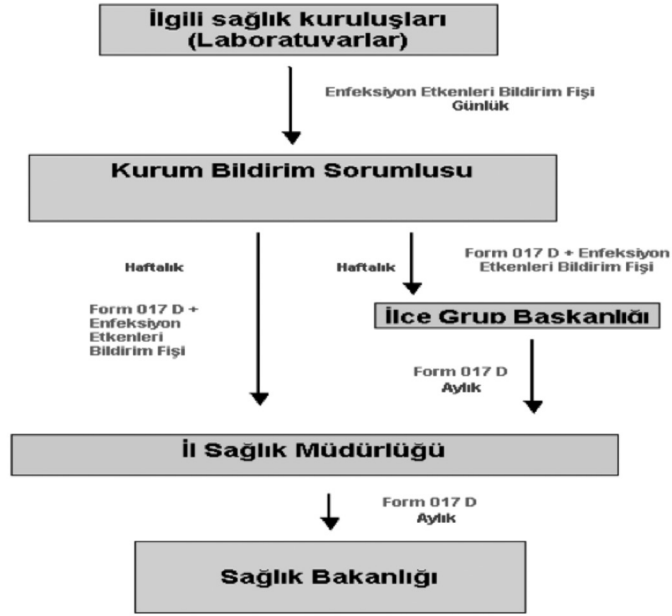 İlgili sağlık kuruluşları
(Laboratuvarlar)
Enfeksiyon Etkenleri Bildirim Fişi
Günlük
Kurum Bildirim Sorumlusu
Haftalık
Form 017 D +
Enfeksiyon
Etkenleri
Bildirim Fişi
Haftalık
Form 017 D + Enfeksiyon
Etkenleri Bildirim Fişi
İlce Grup Baskanlığı
Form 017 D
Aylık
İl Sağlık Müdürlüğü
Form 017 D
Aylık
Sağlık Bakanlığı